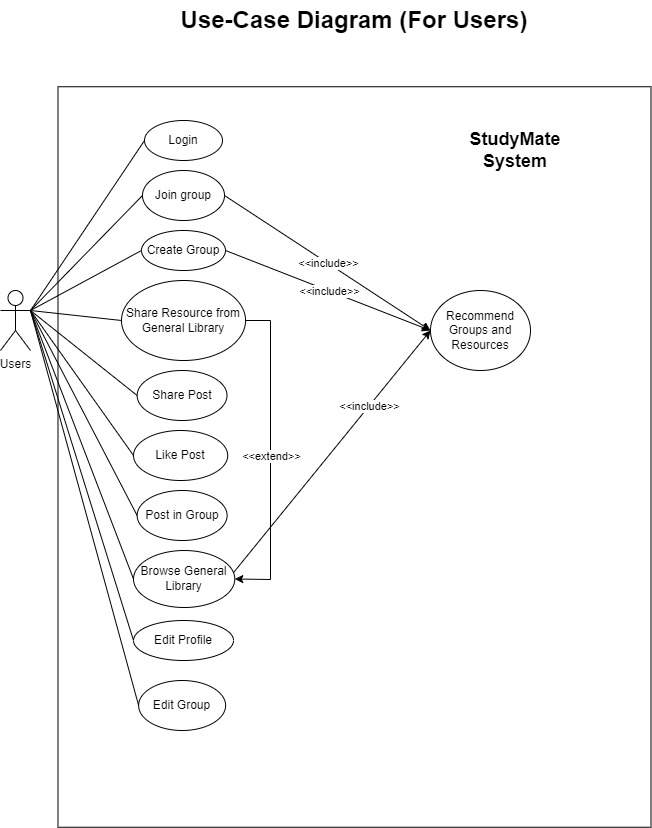 Use-Case Diagram (For Users)
StudyMate
System
Login
Join group
Create Group
<<include>>
<<include>>
Share Resource from
General Library
Recommend
Groups and
Resources
Users
Share Post
<<include>>
Like Post
<<extend>>
Post in Group
Browse General
Library
Edit Profile
Edit Group